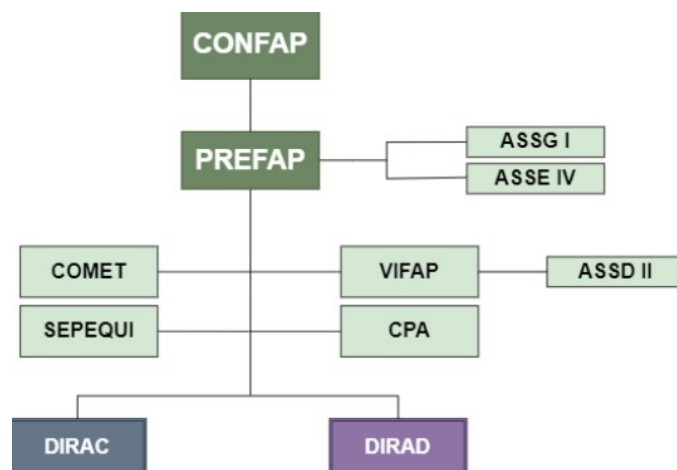 CONFAP
PREFAP
ASSG I
ASSE IV
COMET
VIFAP
ASSD II
SEPEQUI
CPA
DIRAC
DIRAD